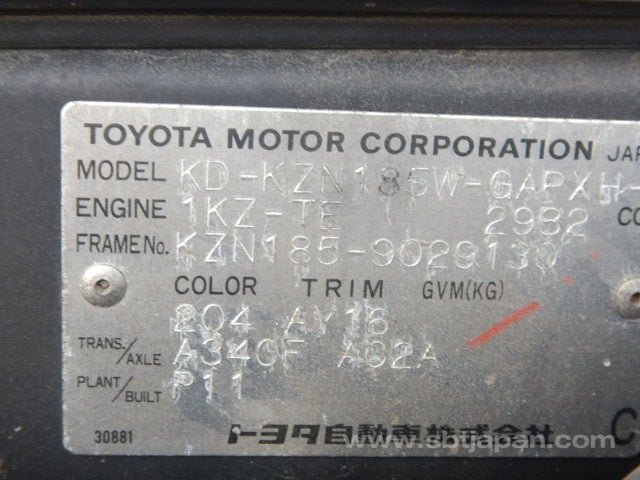 TOYOTA MOTOR CORPORATION JAP
MODEL KD-KZN185W-GAPXH
ENGINE 1KZ-TE 2982 CC
FRAME No. KZN185-9029130
COLOR TRIM GVM(KG)
204 AY18
TRANS./AXLE A340F A02A
PLANT/BUILT P11
30881 トヨタ自動車株式会社 C
www.sbtjapan.com